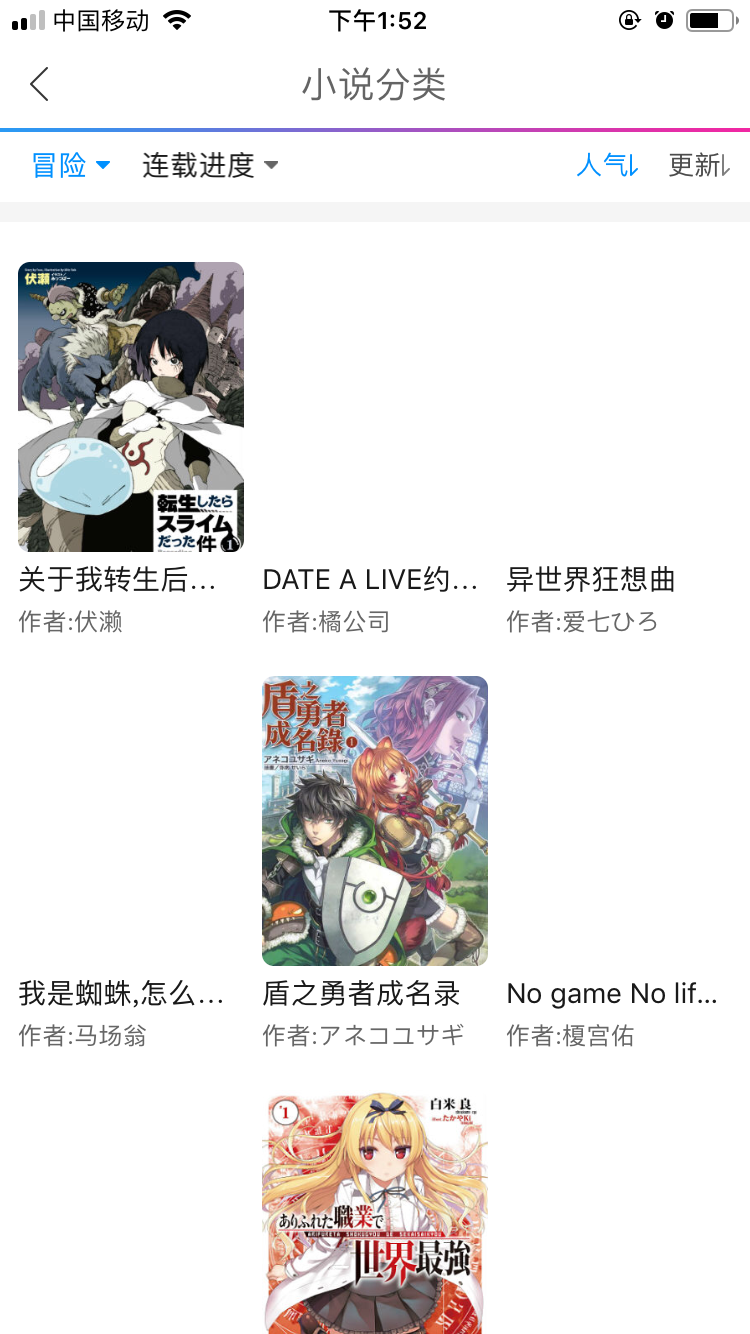 中国移动
下午1:52
小说分类
冒险
连载进度
人气
更新
伏瀬
転生したら
スライム
だった件
1
关于我转生后...
DATE A LIVE约...
异世界狂想曲
作者:伏濑
作者:橘公司
作者:爱七ひろ
盾之勇者
成名錄
1
アネコユサギ
我是蜘蛛,怎么...
盾之勇者成名录
No game No lif...
作者:马场翁
作者:アネコユサギ
作者:榎宫佑
1
白米良
たかやKi
ありふれた職業で
ARIFURETA SHOKUGYOU DE SEKAISAIKYOU
世界最強